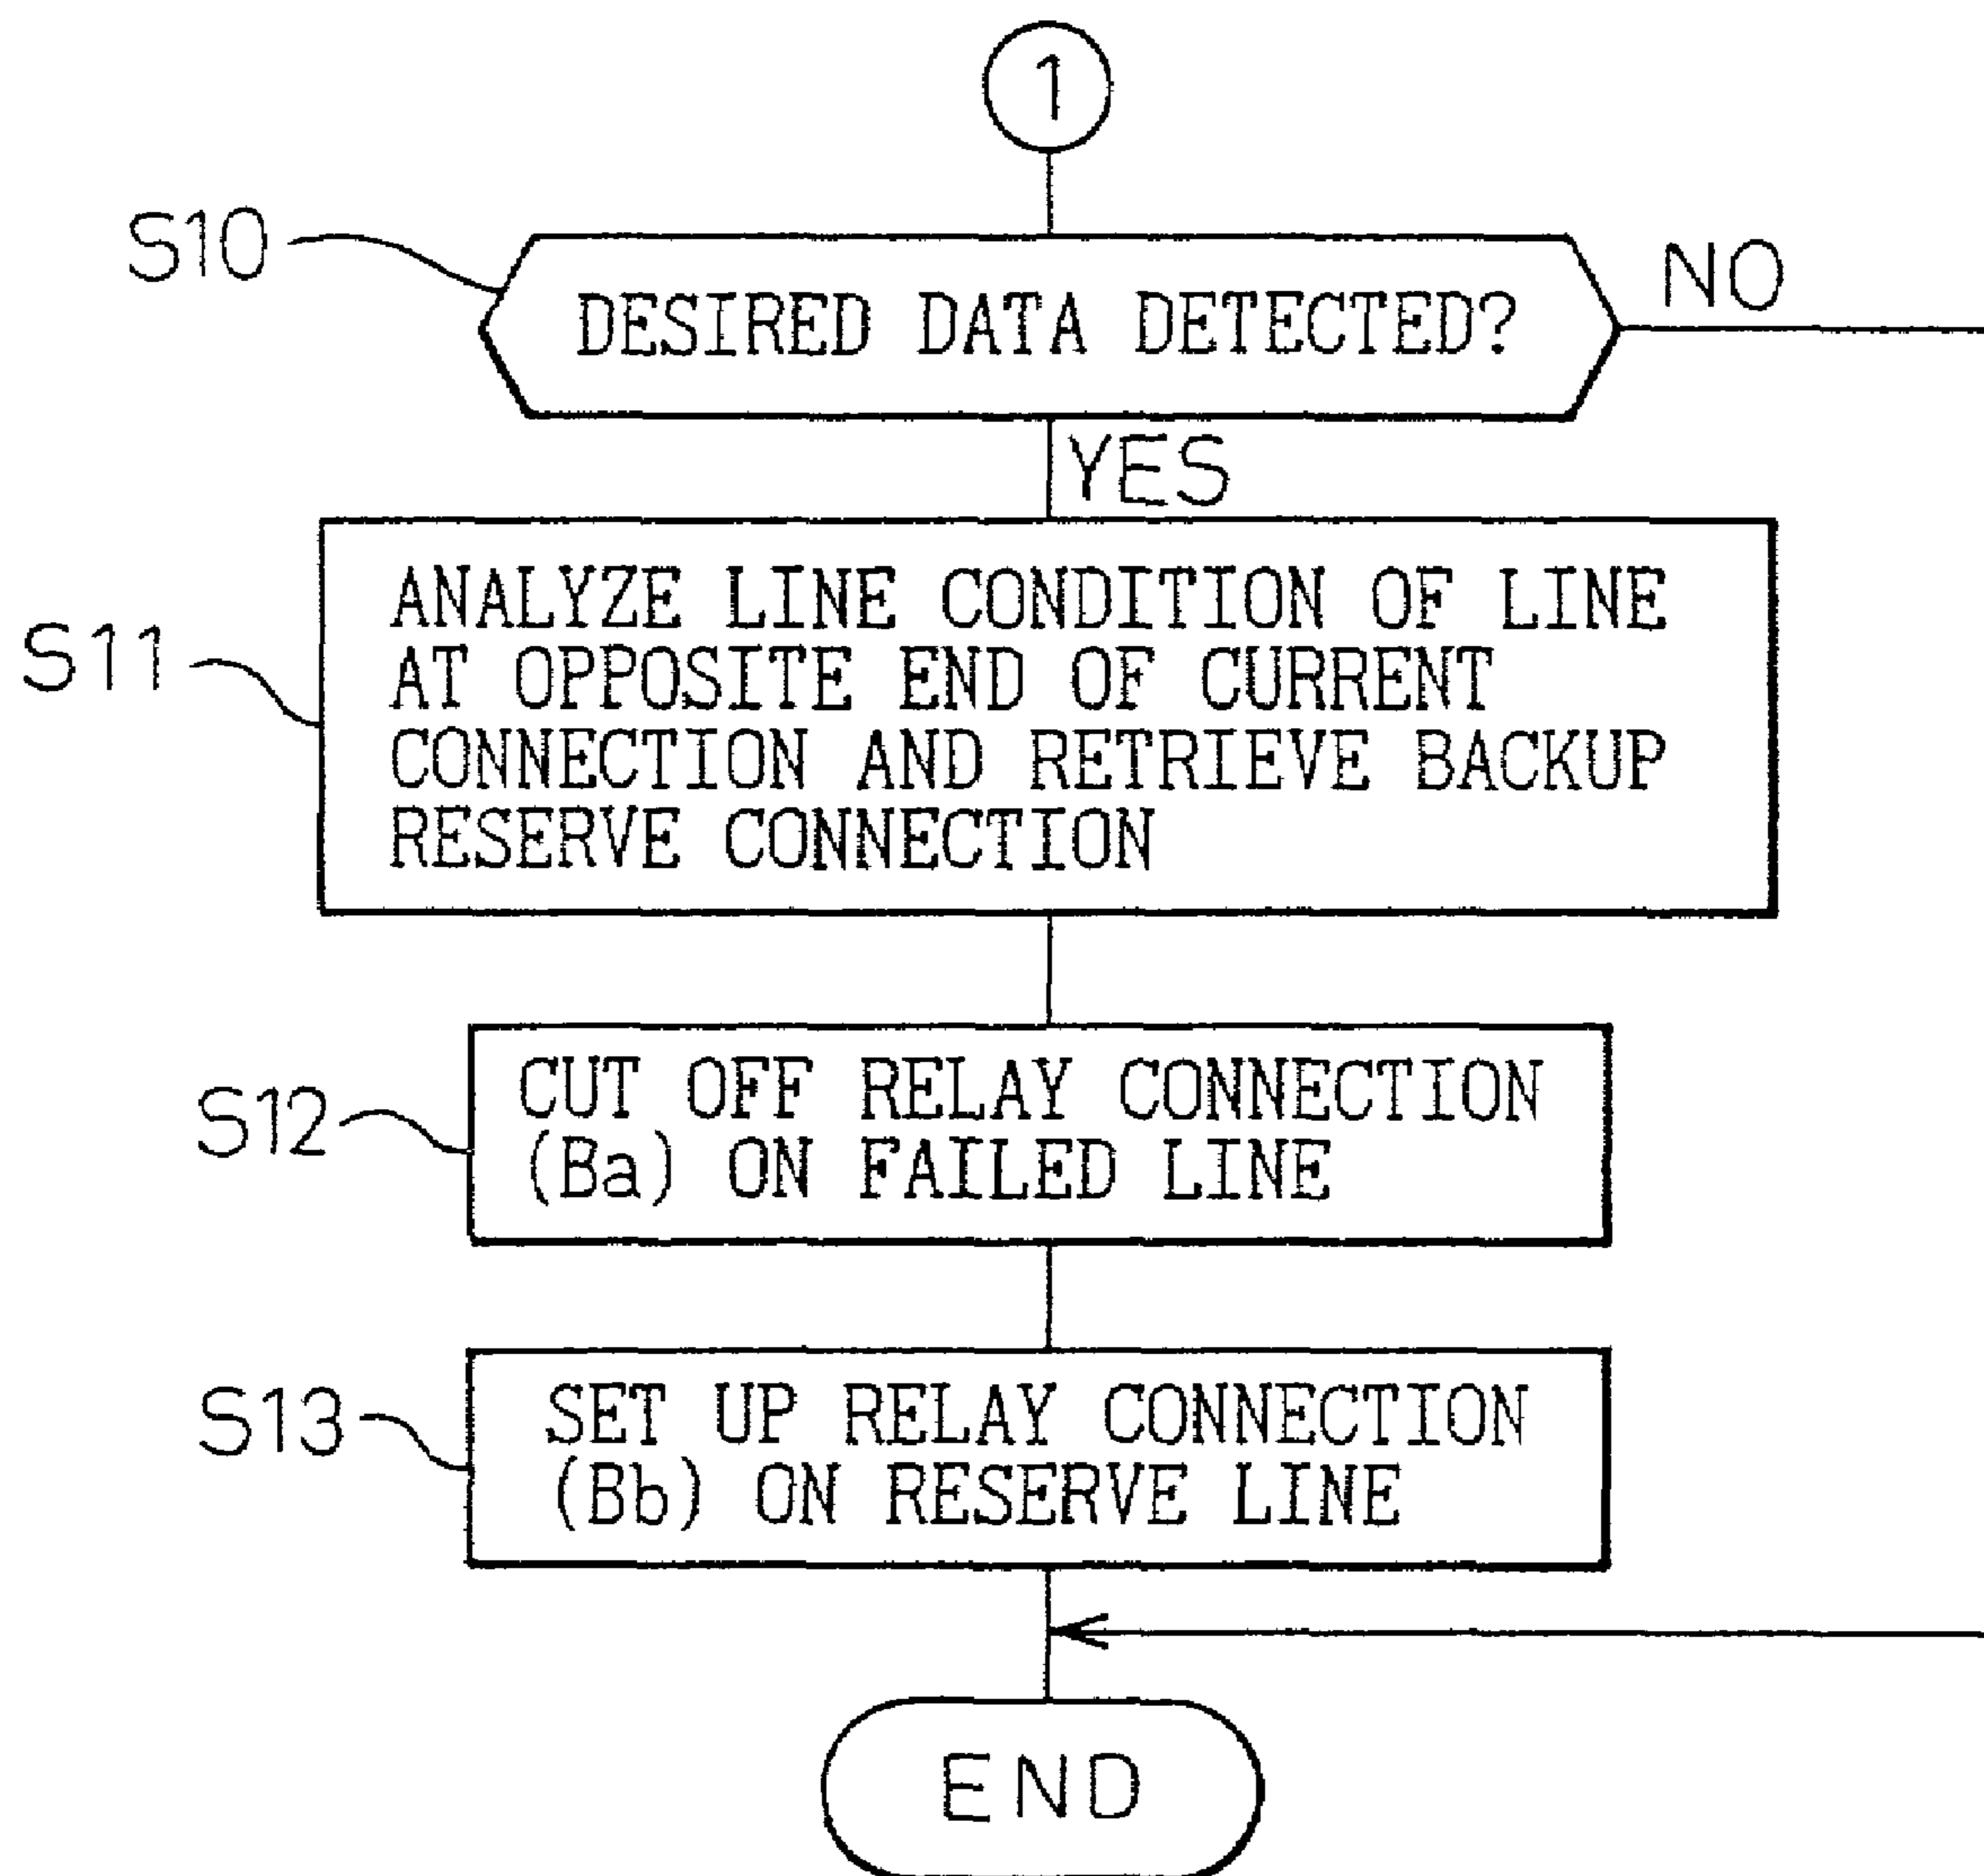 1
S10
DESIRED DATA DETECTED?
NO
YES
S11
ANALYZE LINE CONDITION OF LINE
AT OPPOSITE END OF CURRENT
CONNECTION AND RETRIEVE BACKUP
RESERVE CONNECTION
S12
CUT OFF RELAY CONNECTION
(Ba) ON FAILED LINE
S13
SET UP RELAY CONNECTION
(Bb) ON RESERVE LINE
END